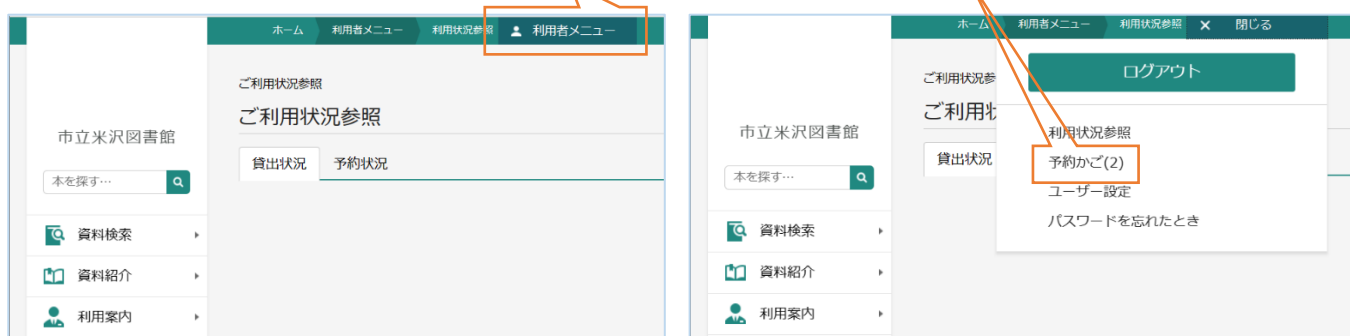 ホーム 利用者メニュー 利用状況参照 利用者メニュー
ご利用状況参照
ご利用状況参照
市立米沢図書館
貸出状況 予約状況
本を探す…
資料検索
資料紹介
利用案内
ホーム 利用者メニュー 利用状況参照 × 閉じる
ログアウト
ご利用状況参
ご利用状
市立米沢図書館
利用状況参照
貸出状況
予約かご(2)
本を探す…
ユーザー設定
パスワードを忘れたとき
資料検索
資料紹介
利用案内